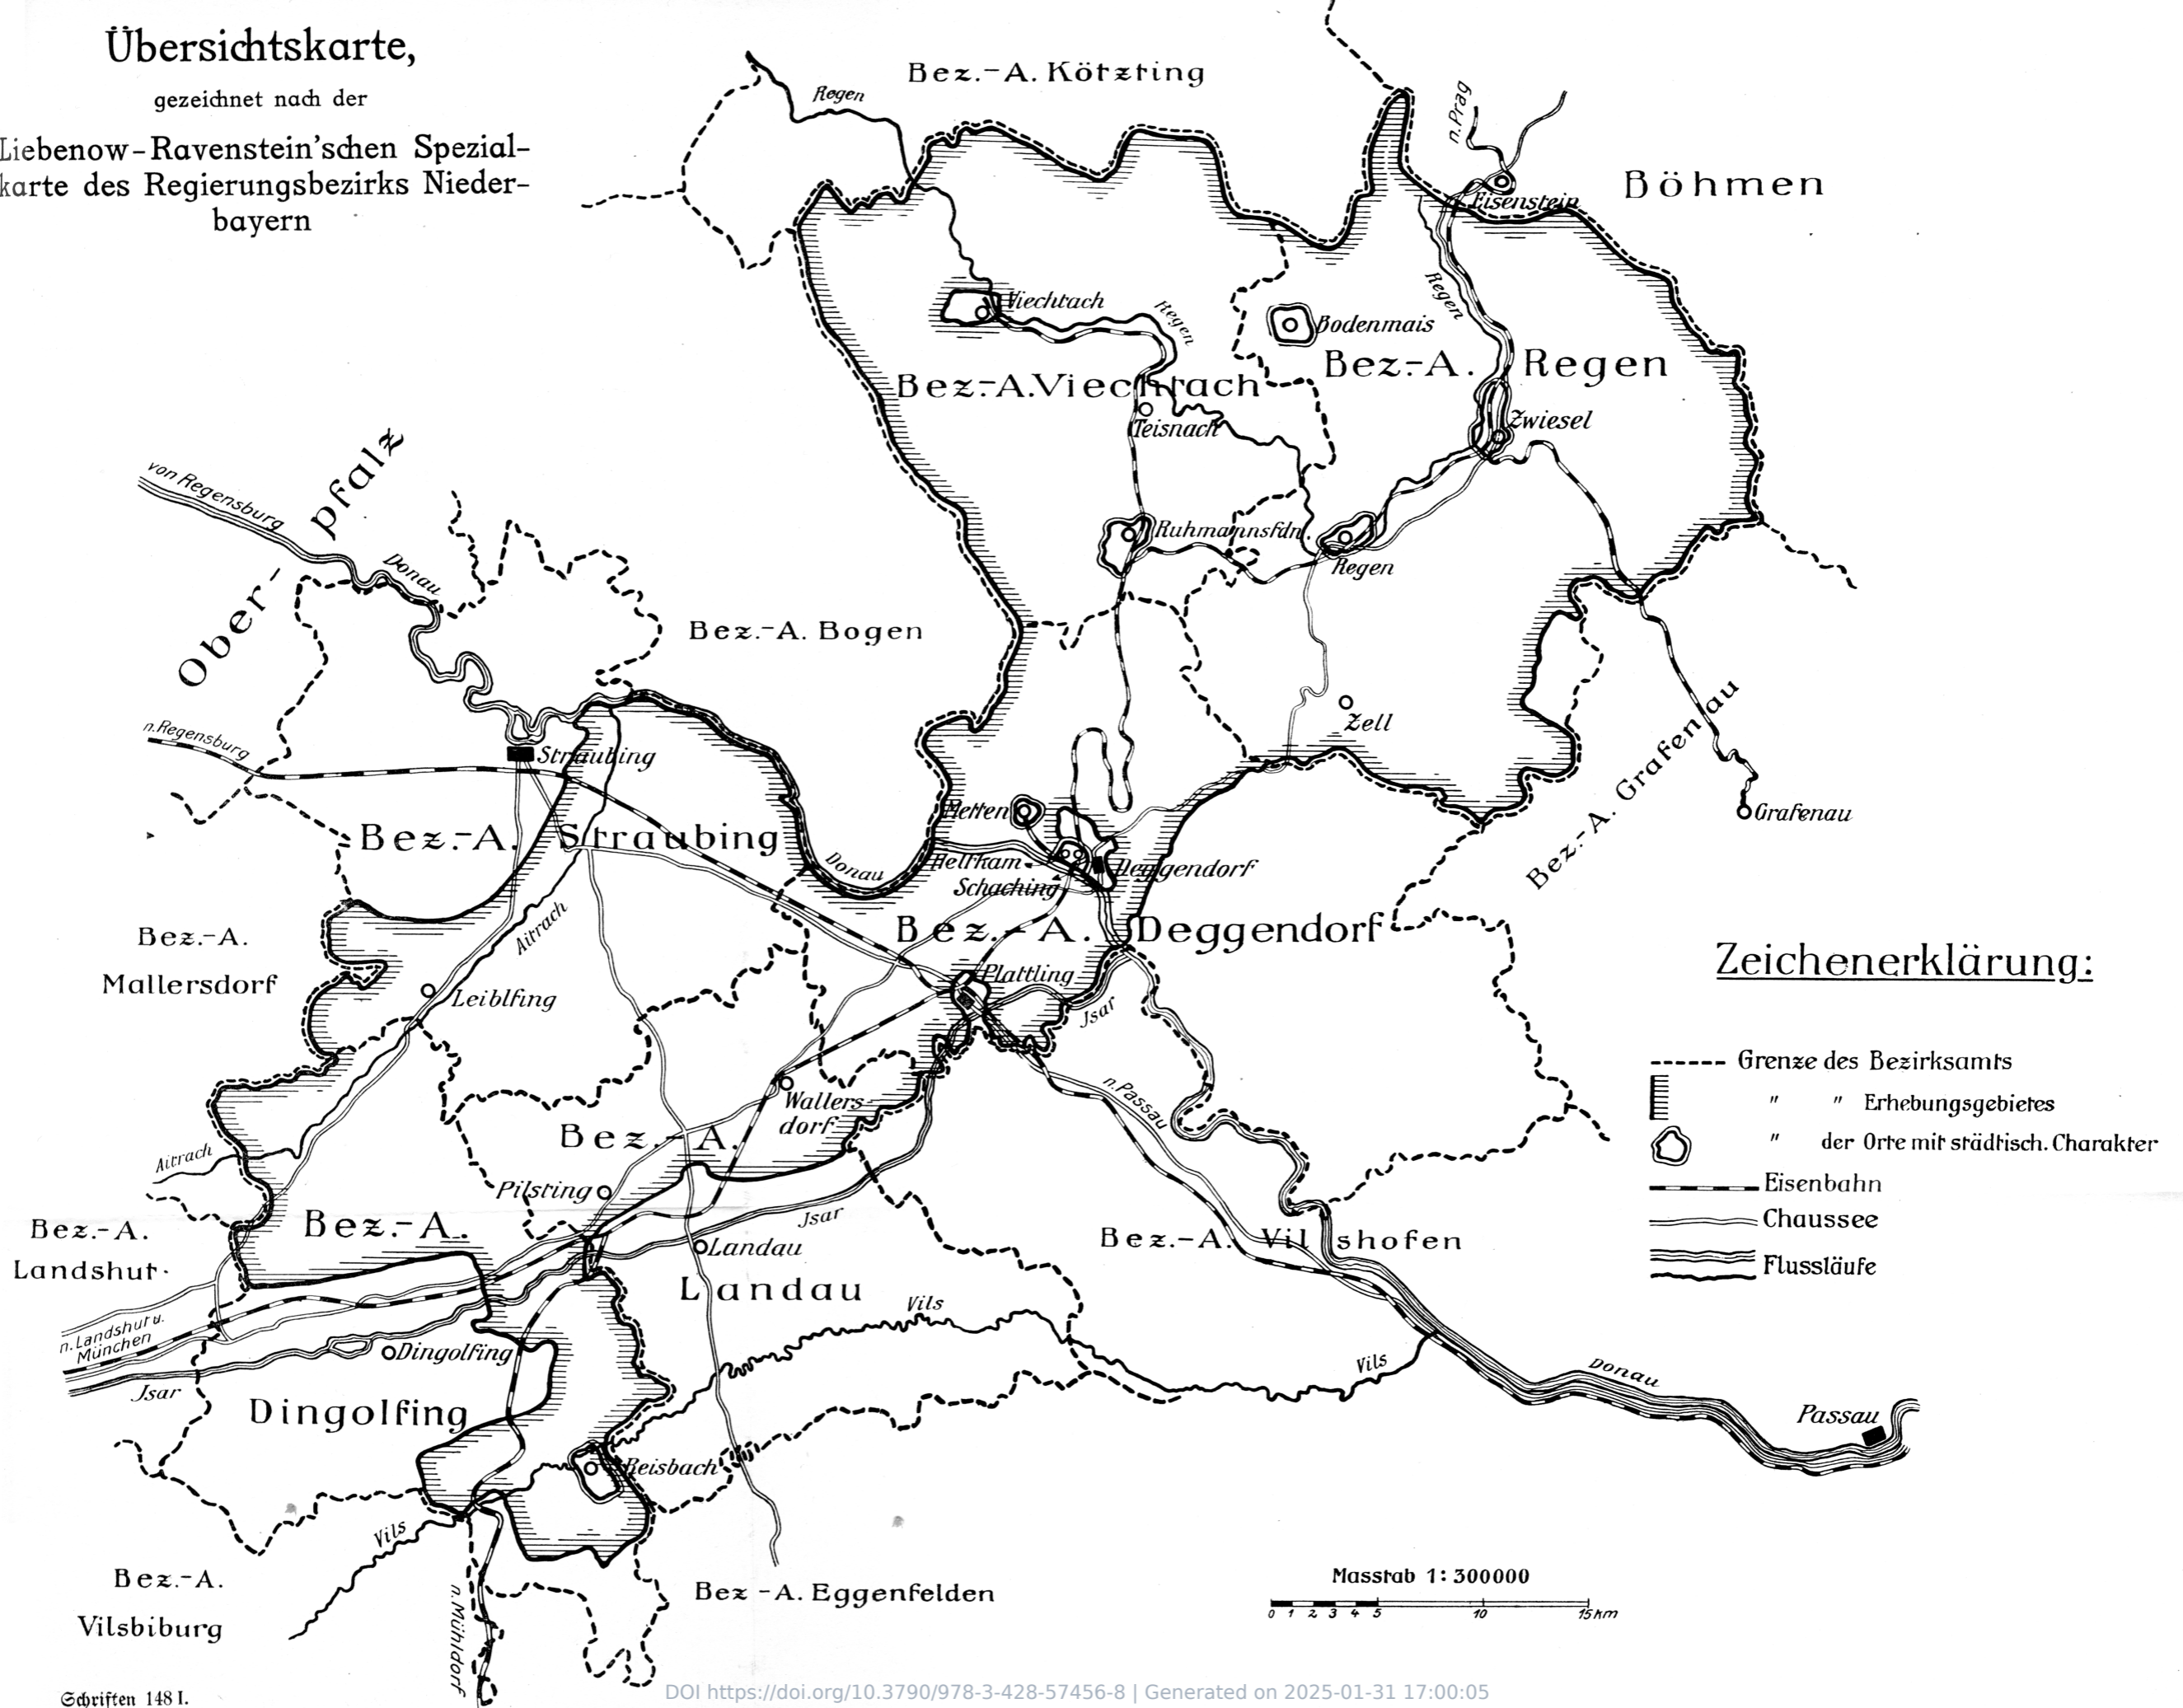 Übersichtskarte,
gezeichnet nach der
Liebenow-Ravenstein'schen Spezial-
karte des Regierungsbezirks Nieder-
bayern
Bez.-A. Kötzting
Regen
n.Prag
Böhmen
Eisenstein
Regen
Viechtach
Regen
Bodenmais
Bez.-A. Regen
Bez.-A.Viechtach
Teisnach
Zwiesel
Ober-pfalz
von Regensburg
Donau
Ruhmannsfdn.
Regen
Bez.-A. Bogen
Zell
n.Regensburg
Straubing
Bez.-A. Grafenau
Grafenau
Metten
Bez.-A. Straubing
Donau
Deggendorf
Schaching
Bez.-A. Deggendorf
Bez.-A.
Mallersdorf
Aitrach
Plattling
Leiblfing
Jsar
Zeichenerklärung:
Grenze des Bezirksamts
" " Erhebungsgebietes
" der Orte mit städtisch. Charakter
Eisenbahn
Chaussee
Flussläufe
n.Passau
Wallers-
dorf
Bez.-A.
Aitrach
Pilsting
Jsar
Bez.-A.
Landshut
Bez.-A.
Landau
Landau
Bez.-A. Vilshofen
Vils
n.Landshut u.
München
Dingolfing
Jsar
Vils
Donau
Dingolfing
Passau
Reisbach
Vils
Bez.-A.
Vilsbiburg
n.Mühldorf
Bez-A. Eggenfelden
Masstab 1:300000
0 1 2 3 4 5 10 15km
Schriften 148 I.
DOI https://doi.org/10.3790/978-3-428-57456-8 | Generated on 2025-01-31 17:00:05